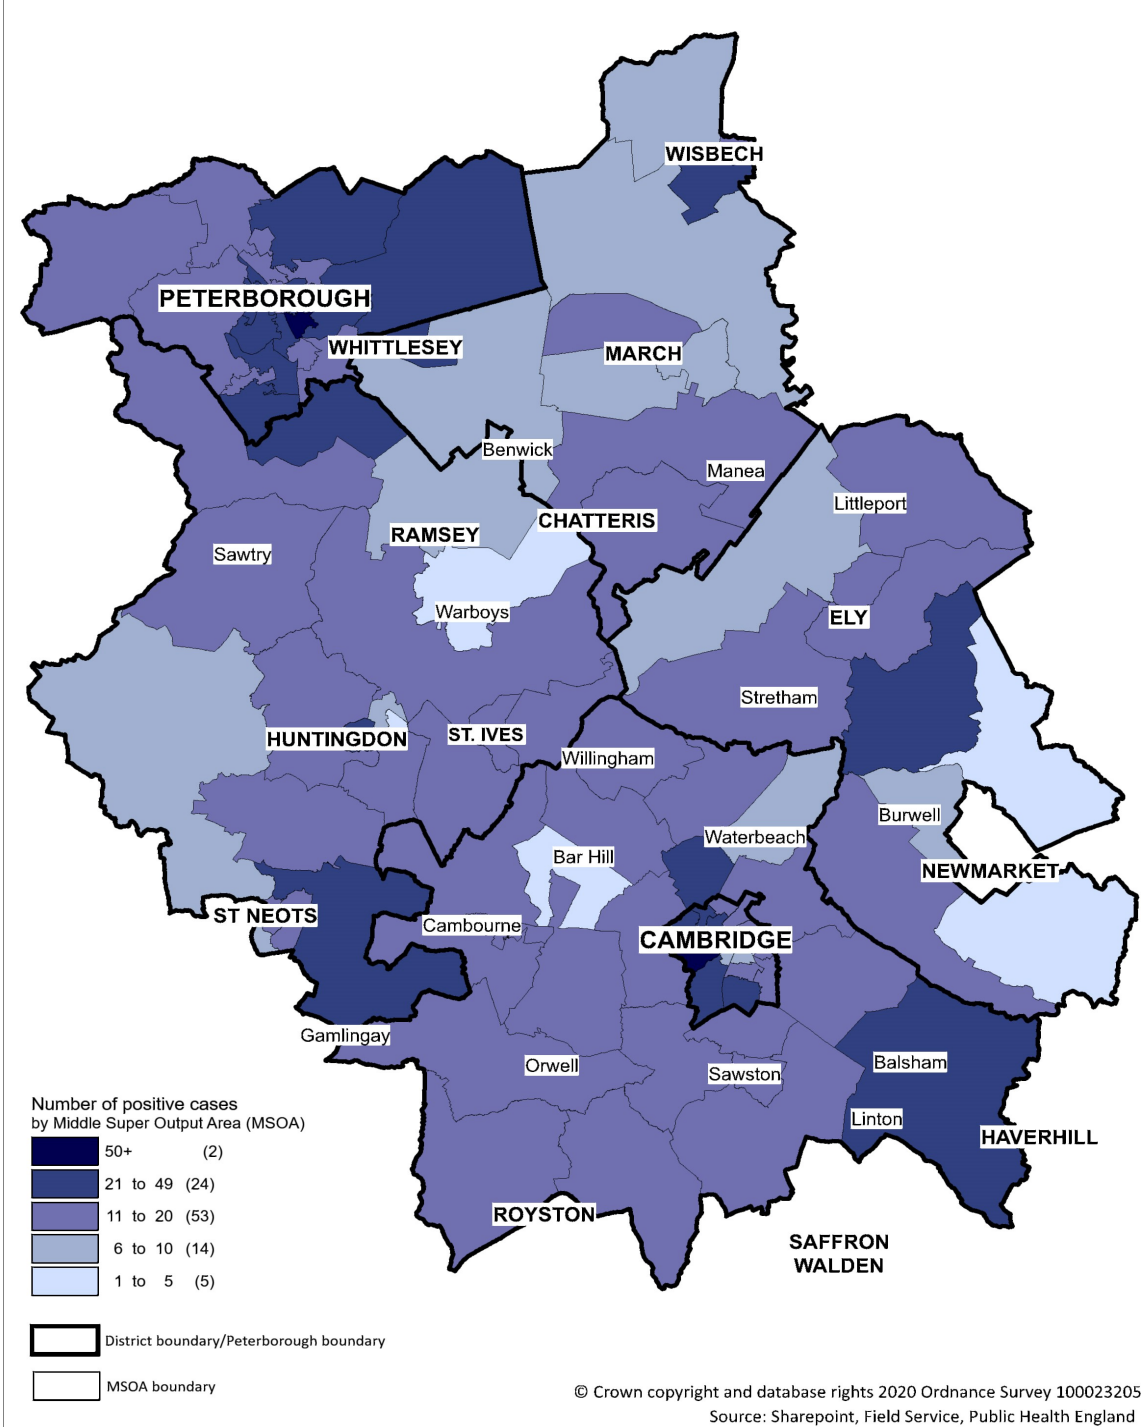 WISBECH
PETERBOROUGH
WHITTLESEY
MARCH
Benwick
Manea
Littleport
CHATTERIS
RAMSEY
Sawtry
Warboys
ELY
Stretham
HUNTINGDON
ST. IVES
Willingham
Burwell
Waterbeach
Bar Hill
NEWMARKET
ST NEOTS
Cambourne
CAMBRIDGE
Gamlingay
Orwell
Sawston
Balsham
Linton
HAVERHILL
ROYSTON
SAFFRON
WALDEN
Number of positive cases
by Middle Super Output Area (MSOA)
50+ (2)
21 to 49 (24)
11 to 20 (53)
6 to 10 (14)
1 to 5 (5)
District boundary/Peterborough boundary
MSOA boundary
© Crown copyright and database rights 2020 Ordnance Survey 100023205
Source: Sharepoint, Field Service, Public Health England